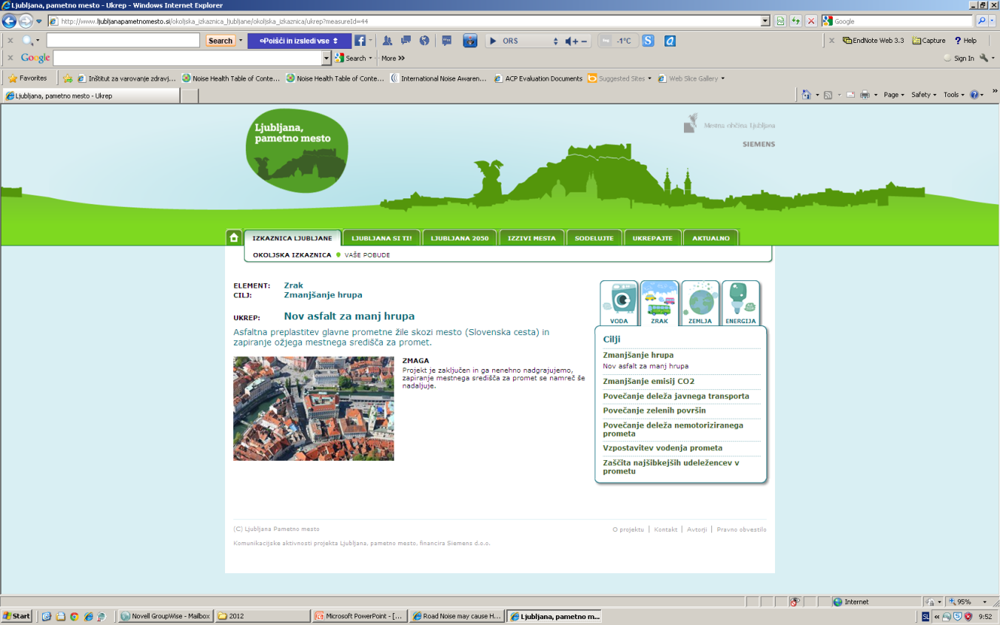 Ljubljana, pametno mesto - Ukrep - Windows Internet Explorer
http://www.ljubljanapametnomesto.si/okoljska_izkaznica_ljubljane/okoljska_izkaznica/ukrep?measureId=44
Google
Search
Poišči in izsledi vse
ORS
-1°C
EndNote Web 3.3
Capture
Help
Google
Search
More »
Sign In
Favorites
Inštitut za varovanje zdravj...
Noise Health Table of Conte...
Noise Health Table of Conte...
International Noise Awaren...
ACP Evaluation Documents
Suggested Sites
Web Slice Gallery
Ljubljana, pametno mesto - Ukrep
Page
Safety
Tools
Ljubljana,
pametno mesto
Mestna občina Ljubljana
SIEMENS
IZKAZNICA LJUBLJANE
LJUBLJANA SI TI!
LJUBLJANA 2050
IZZIVI MESTA
SODELUJTE
UKREPAJTE
AKTUALNO
OKOLJSKA IZKAZNICA
VAŠE POBUDE
ELEMENT: Zrak
CILJ: Zmanjšanje hrupa
UKREP: Nov asfalt za manj hrupa
Asfaltna preplastitev glavne prometne žile skozi mesto (Slovenska cesta) in
zapiranje ožjega mestnega središča za promet.
ZMAGA
Projekt je zaključen in ga nenehno nadgrajujemo,
zapiranje mestnega središča za promet se namreč še
nadaljuje.
VODA
ZRAK
ZEMLJA
ENERGIJA
Cilji
Zmanjšanje hrupa
Nov asfalt za manj hrupa
Zmanjšanje emisij CO2
Povečanje deleža javnega transporta
Povečanje zelenih površin
Povečanje deleža nemotoriziranega
prometa
Vzpostavitev vodenja prometa
Zaščita najšibkejših udeležencev v
prometu
(C) Ljubljana Pametno mesto
O projektu | Kontakt | Avtorji | Pravno obvestilo
Komunikacijske aktivnosti projekta Ljubljana, pametno mesto, financira Siemens d.o.o.
Internet
95%
Start
Novell GroupWise - Mailbox
2012
Microsoft PowerPoint - [...
Road Noise may cause H...
Ljubljana, pametno m...
SL
«
9:52